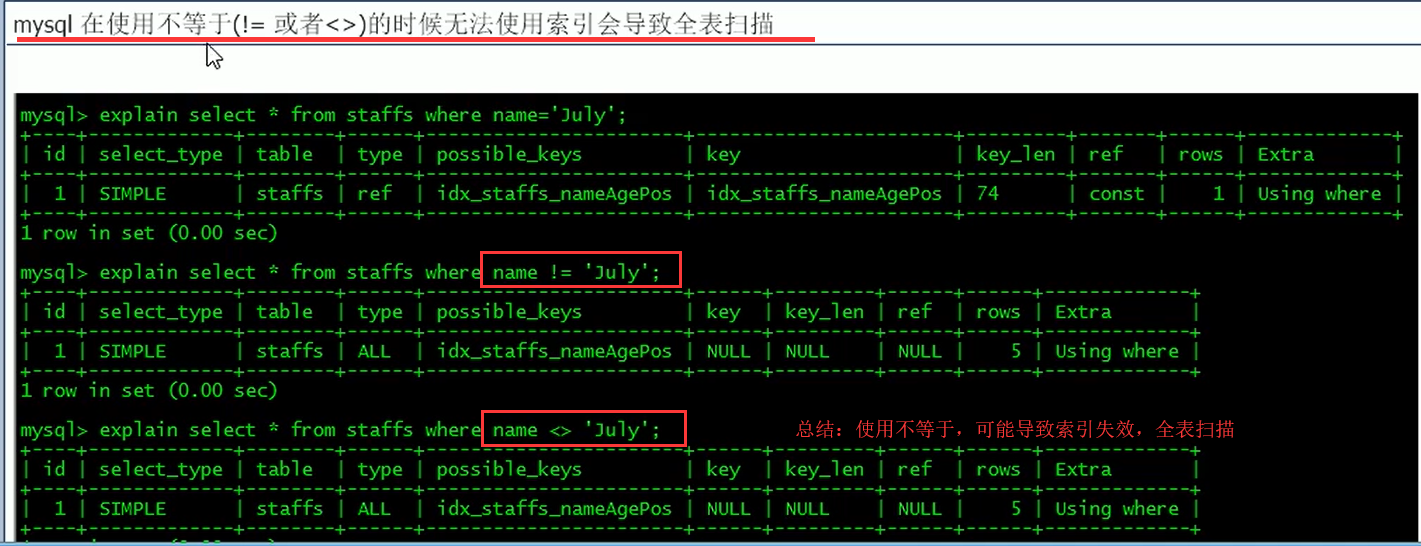 mysql 在使用不等于(!= 或者<>)的时候无法使用索引会导致全表扫描
mysql> explain select * from staffs where name='July';
+----+-------------+--------+------+-----------------------+-----------------------+---------+-------+------+-------------+
| id | select_type | table | type | possible_keys | key | key_len | ref | rows | Extra |
+----+-------------+--------+------+-----------------------+-----------------------+---------+-------+------+-------------+
| 1 | SIMPLE | staffs | ref | idx_staffs_nameAgePos | idx_staffs_nameAgePos | 74 | const | 1 | Using where |
+----+-------------+--------+------+-----------------------+-----------------------+---------+-------+------+-------------+
1 row in set (0.00 sec)
mysql> explain select * from staffs where name != 'July';
+----+-------------+--------+------+-----------------------+------+---------+------+------+-------------+
| id | select_type | table | type | possible_keys | key | key_len | ref | rows | Extra |
+----+-------------+--------+------+-----------------------+------+---------+------+------+-------------+
| 1 | SIMPLE | staffs | ALL | idx_staffs_nameAgePos | NULL | NULL | NULL | 5 | Using where |
+----+-------------+--------+------+-----------------------+------+---------+------+------+-------------+
1 row in set (0.00 sec)
mysql> explain select * from staffs where name <> 'July';
总结：使用不等于，可能导致索引失效，全表扫描
+----+-------------+--------+------+-----------------------+------+---------+------+------+-------------+
| id | select_type | table | type | possible_keys | key | key_len | ref | rows | Extra |
+----+-------------+--------+------+-----------------------+------+---------+------+------+-------------+
| 1 | SIMPLE | staffs | ALL | idx_staffs_nameAgePos | NULL | NULL | NULL | 5 | Using where |
+----+-------------+--------+------+-----------------------+------+---------+------+------+-------------+